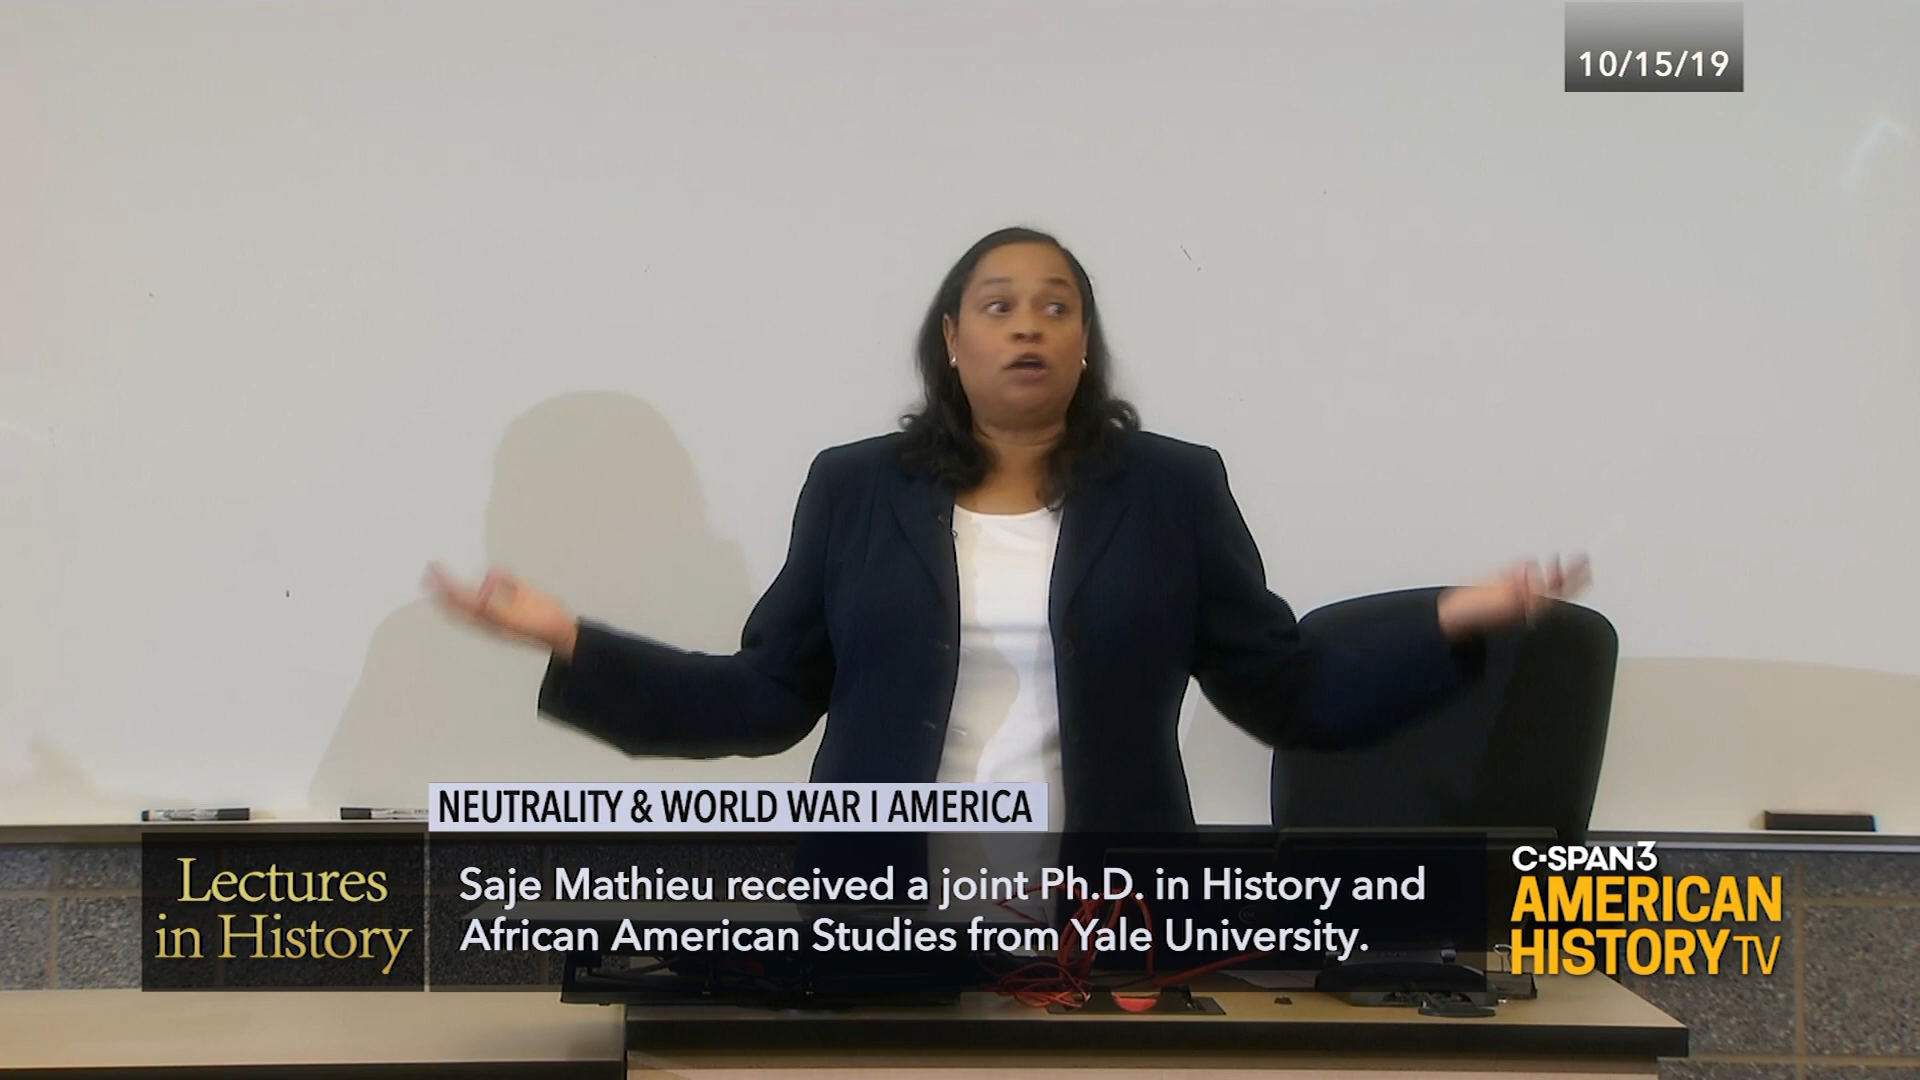 10/15/19
NEUTRALITY & WORLD WAR I AMERICA
Lectures
in History
Saje Mathieu received a joint Ph.D. in History and
African American Studies from Yale University.
C-SPAN3
AMERICAN
HISTORY TV